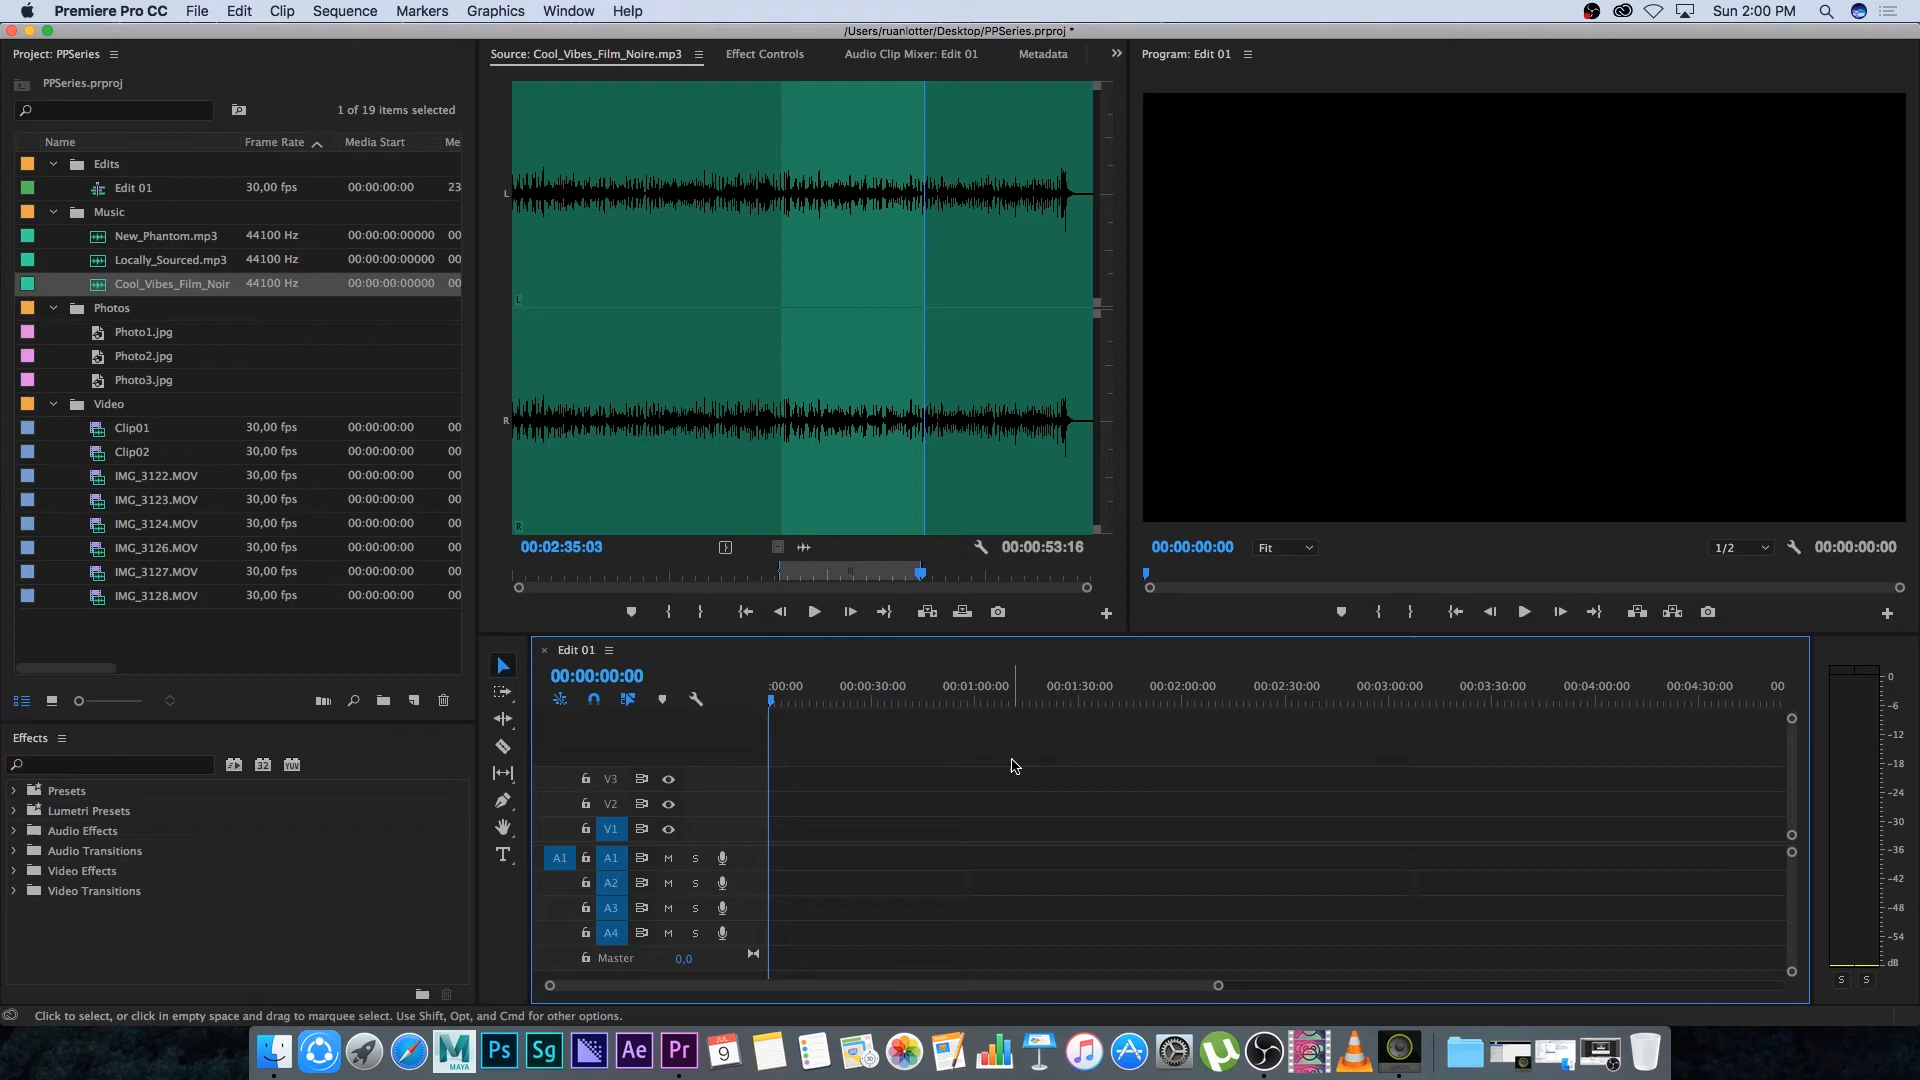 Premiere Pro CC File Edit Clip Sequence Markers Graphics Window Help Sun 2:00 PM
/Users/ruanlotter/Desktop/PPSeries.prproj *
Project: PPSeries
Source: Cool_Vibes_Film_Noire.mp3 Effect Controls Audio Clip Mixer: Edit 01 Metadata
Program: Edit 01
PPSeries.prproj
1 of 19 items selected
Name Frame Rate Media Start Me
Edits
Edit 01 30,00 fps 00:00:00:00 23
Music
New_Phantom.mp3 44100 Hz 00:00:00:00000 00
Locally_Sourced.mp3 44100 Hz 00:00:00:00000 00
Cool_Vibes_Film_Noir 44100 Hz 00:00:00:00000 00
Photos
Photo1.jpg
Photo2.jpg
Photo3.jpg
Video
Clip01 30,00 fps 00:00:00:00 00
Clip02 30,00 fps 00:00:00:00 00
IMG_3122.MOV 30,00 fps 00:00:00:00 00
IMG_3123.MOV 30,00 fps 00:00:00:00 00
IMG_3124.MOV 30,00 fps 00:00:00:00 00
IMG_3126.MOV 30,00 fps 00:00:00:00 00
IMG_3127.MOV 30,00 fps 00:00:00:00 00
IMG_3128.MOV 30,00 fps 00:00:00:00 00
L
L
R
R
00:02:35:03 00:00:53:16
00:00:00:00 Fit 1/2 00:00:00:00
Edit 01
00:00:00:00
:00:00 00:00:30:00 00:01:00:00 00:01:30:00 00:02:00:00 00:02:30:00 00:03:00:00 00:03:30:00 00:04:00:00 00:04:30:00 00
V3
V2
V1
A1 A1 M S
A2 M S
A3 M S
A4 M S
Master 0,0
0
-6
-12
-18
-24
-30
-36
-42
-48
-54
dB
S S
Effects
32 YUV
Presets
Lumetri Presets
Audio Effects
Audio Transitions
Video Effects
Video Transitions
Click to select, or click in empty space and drag to marquee select. Use Shift, Opt, and Cmd for other options.
MAYA Ps Sg Ae Pr JUL 9